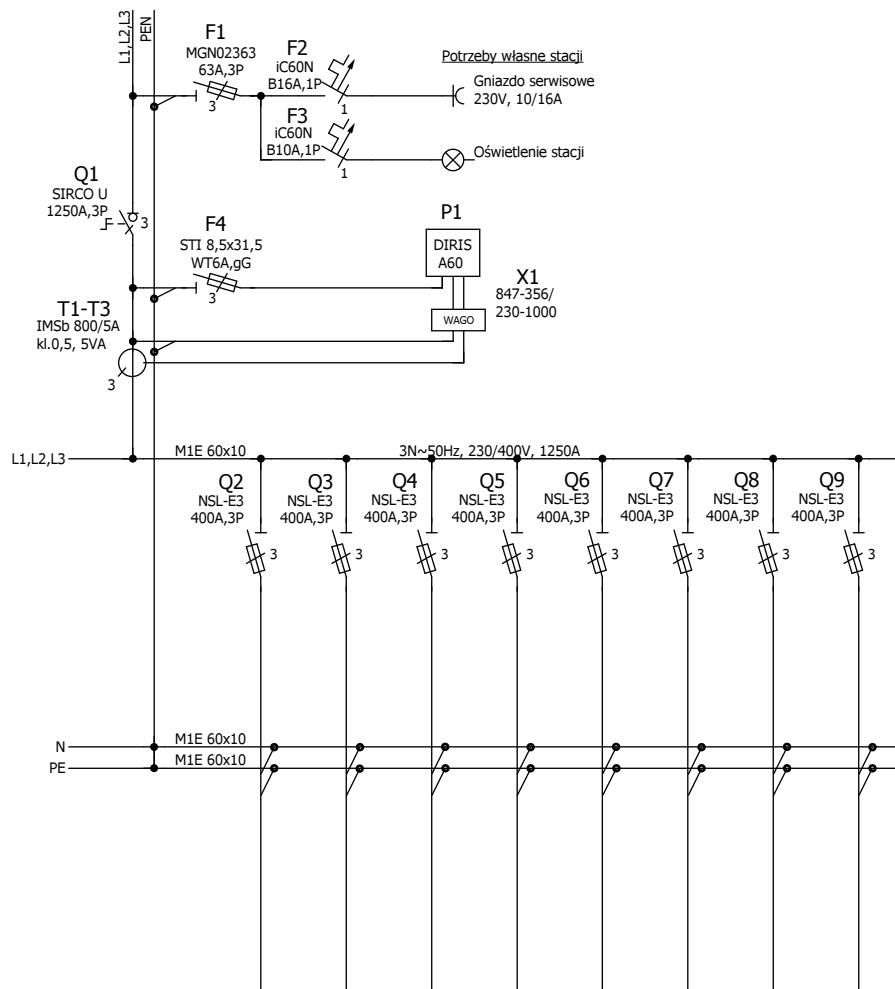 L1,L2,L3
PEN
F1
MGN02363
63A,3P
3
F2
iC60N
B16A,1P
1
Potrzeby własne stacji
Gniazdo serwisowe
230V, 10/16A
F3
iC60N
B10A,1P
1
Oświetlenie stacji
Q1
SIRCO U
1250A,3P
3
F4
STI 8,5x31,5
WT6A,gG
3
P1
DIRIS
A60
X1
847-356/
230-1000
WAGO
T1-T3
IMSb 800/5A
kl.0,5, 5VA
3
L1,L2,L3
M1E 60x10
3N~50Hz, 230/400V, 1250A
Q2
NSL-E3
400A,3P
3
Q3
NSL-E3
400A,3P
3
Q4
NSL-E3
400A,3P
3
Q5
NSL-E3
400A,3P
3
Q6
NSL-E3
400A,3P
3
Q7
NSL-E3
400A,3P
3
Q8
NSL-E3
400A,3P
3
Q9
NSL-E3
400A,3P
3
N
M1E 60x10
PE
M1E 60x10